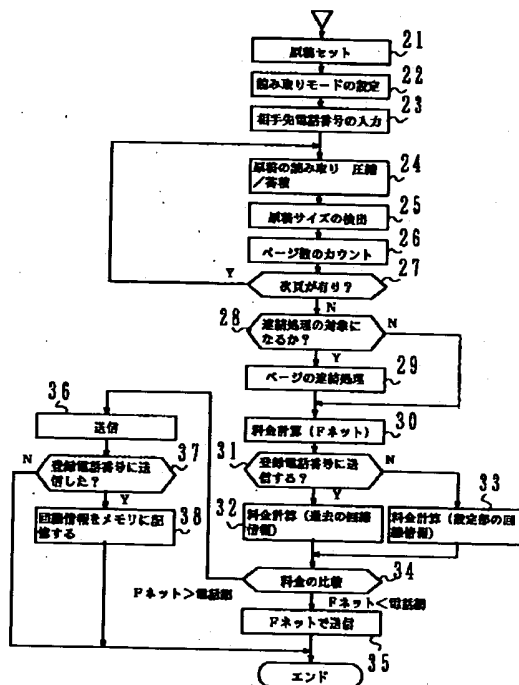 21
原稿セット
22
読み取りモードの設定
23
相手先電話番号の入力
24
原稿の読み取り 圧縮
/蓄積
25
原稿サイズの検出
26
ページ数のカウント
27
Y
次頁が有り?
N
28
連結処理の対象に
なるか?
N
Y
29
ページの連結処理
30
料金計算(Fネット)
31
登録電話番号に送
信する?
N
Y
32
料金計算(過去の回線
情報)
33
料金計算(設定部の回
線情報)
34
料金の比較
Fネット>電話網
Fネット<電話網
Fネットで送信
35
36
送信
37
N
登録電話番号に送
信した?
Y
38
回線情報をメモリに記
憶する
エンド